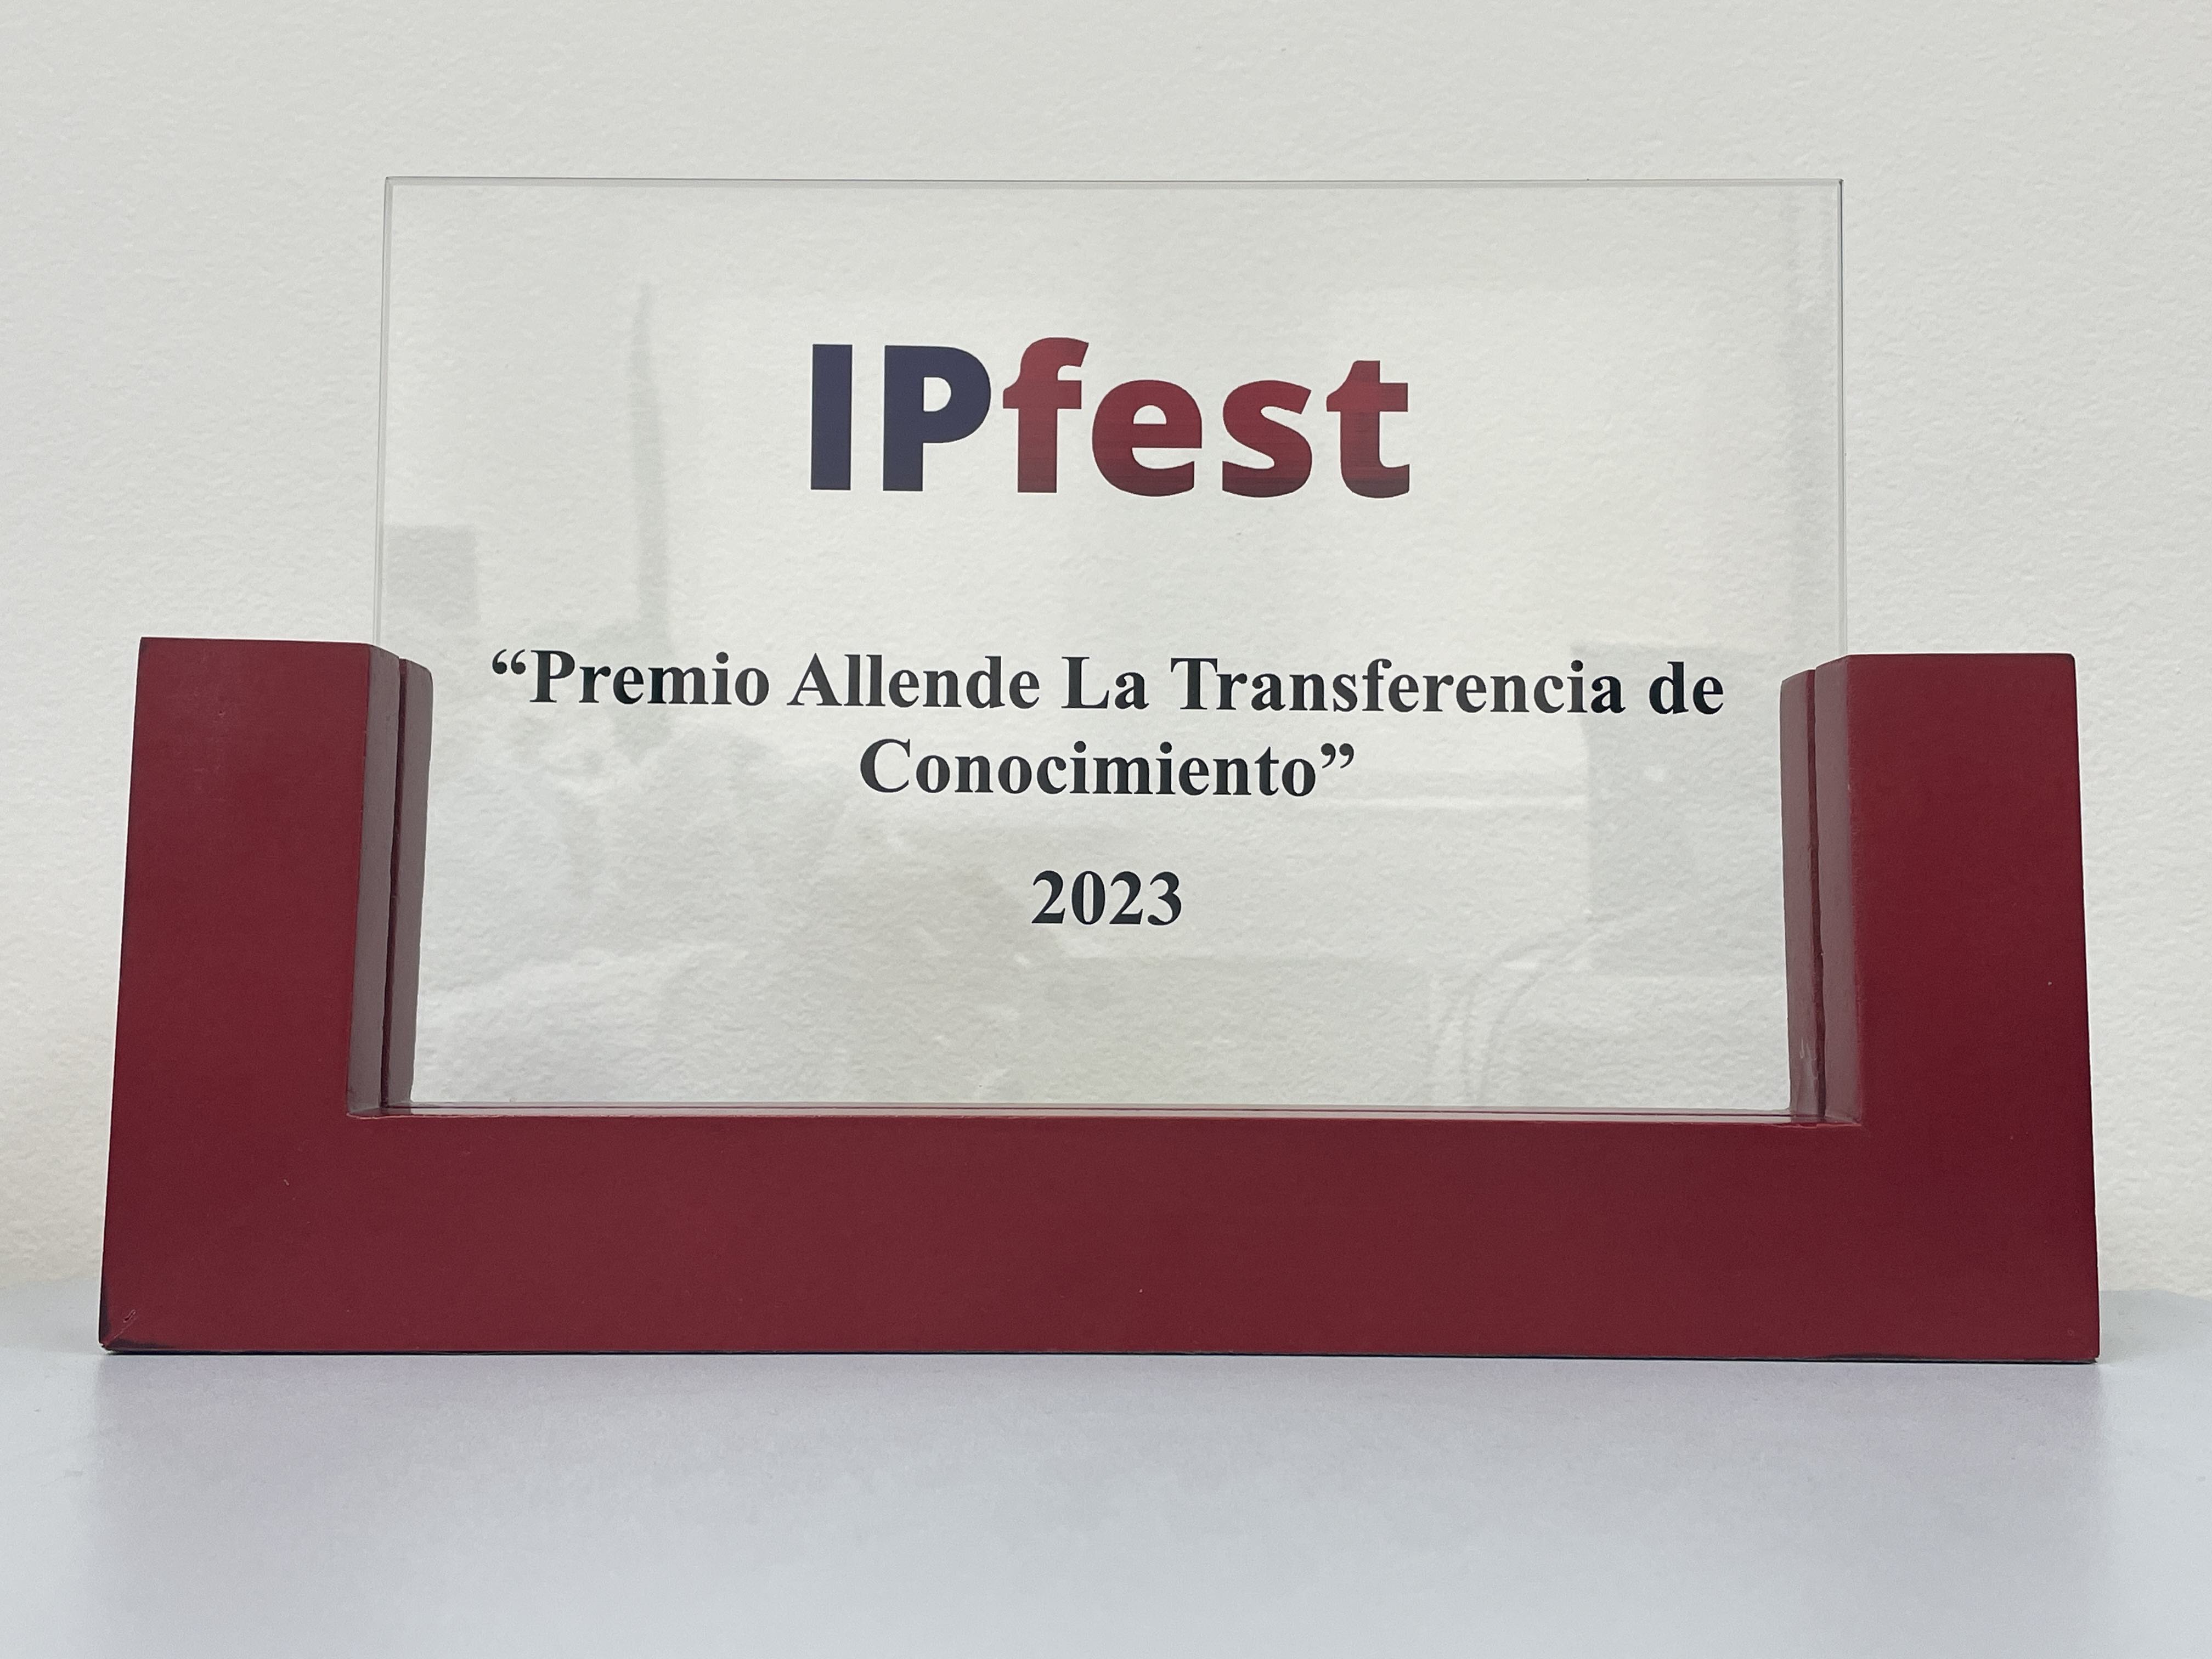 IPfest
“Premio Allende La Transferencia de
Conocimiento”
2023